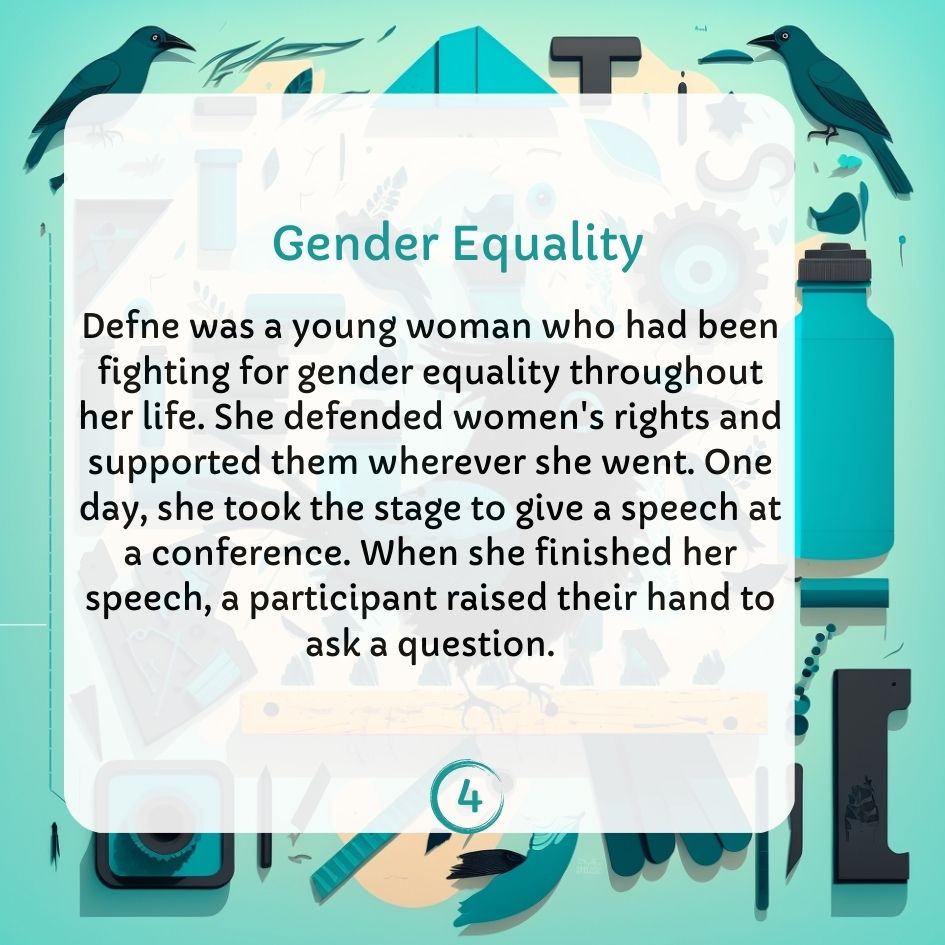 Gender Equality
Defne was a young woman who had been
fighting for gender equality throughout
her life. She defended women's rights and
supported them wherever she went. One
day, she took the stage to give a speech at
a conference. When she finished her
speech, a participant raised their hand to
ask a question.
4